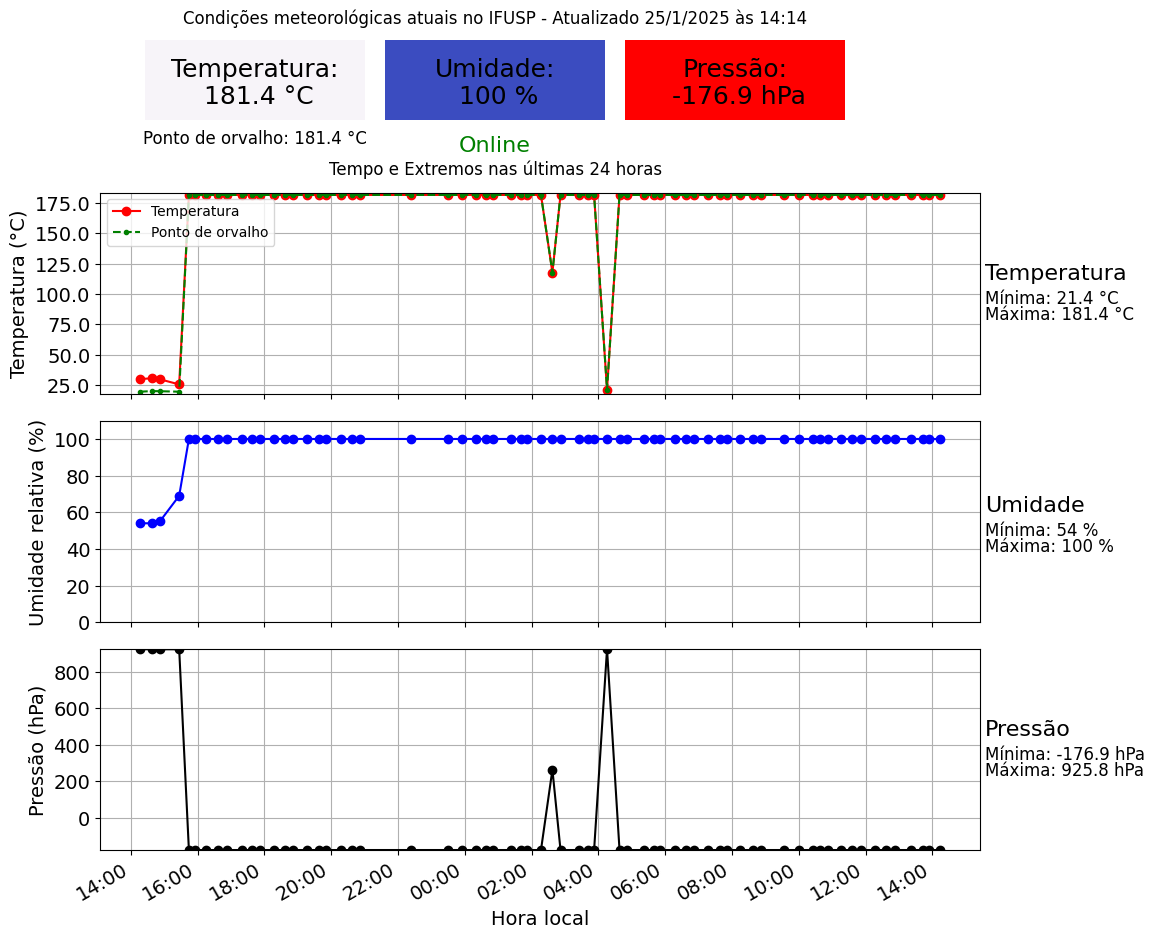 Condições meteorológicas atuais no IFUSP - Atualizado 25/1/2025 às 14:14
Temperatura:
181.4 °C
Umidade:
100 %
Pressão:
-176.9 hPa
Ponto de orvalho: 181.4 °C
Online
Tempo e Extremos nas últimas 24 horas
Temperatura (°C)
175.0
150.0
125.0
100.0
75.0
50.0
25.0
Temperatura
Ponto de orvalho
Temperatura
Mínima: 21.4 °C
Máxima: 181.4 °C
Umidade relativa (%)
100
80
60
40
20
0
Umidade
Mínima: 54 %
Máxima: 100 %
Pressão (hPa)
800
600
400
200
0
Pressão
Mínima: -176.9 hPa
Máxima: 925.8 hPa
14:00 16:00 18:00 20:00 22:00 00:00 02:00 04:00 06:00 08:00 10:00 12:00 14:00
Hora local